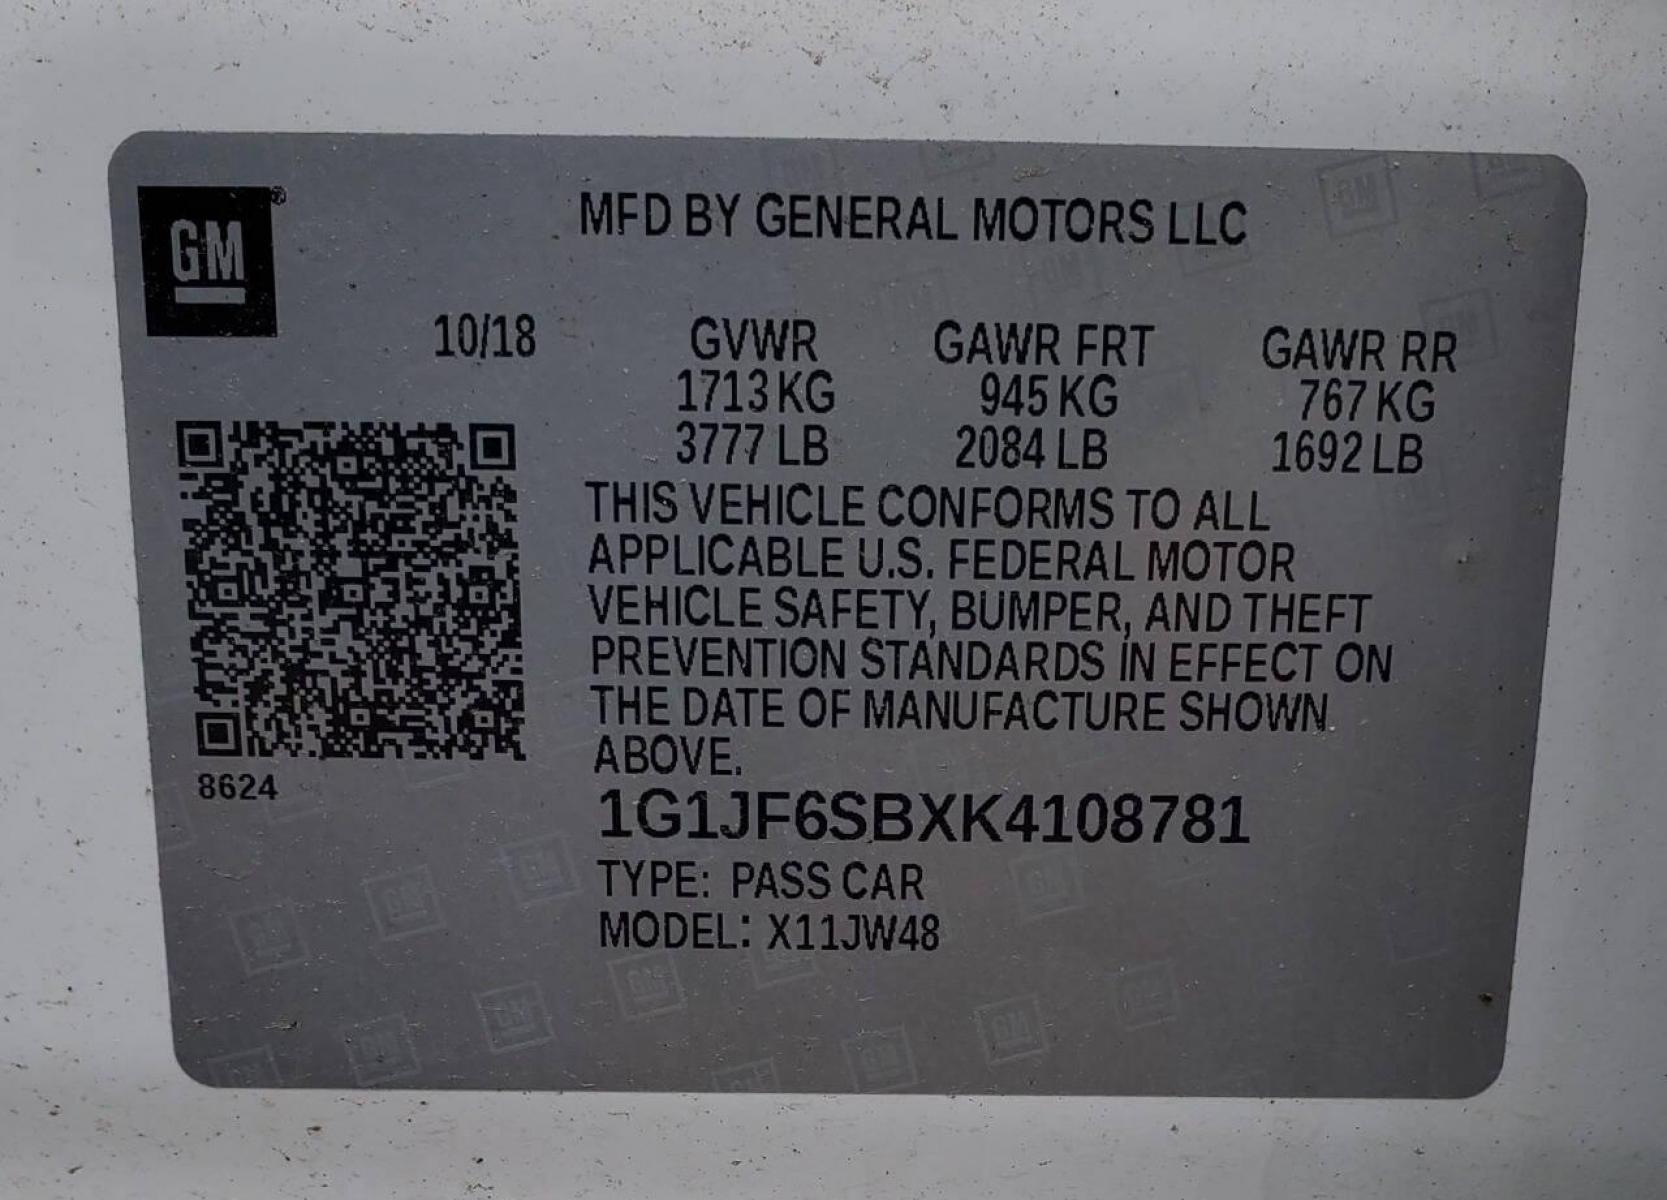 GM®
MFD BY GENERAL MOTORS LLC
10/18 GVWR GAWR FRT GAWR RR
1713 KG 945 KG 767 KG
3777 LB 2084 LB 1692 LB
THIS VEHICLE CONFORMS TO ALL
APPLICABLE U.S. FEDERAL MOTOR
VEHICLE SAFETY, BUMPER, AND THEFT
PREVENTION STANDARDS IN EFFECT ON
THE DATE OF MANUFACTURE SHOWN
ABOVE.
8624
1G1JF6SBXK4108781
TYPE: PASS CAR
MODEL: X11JW48